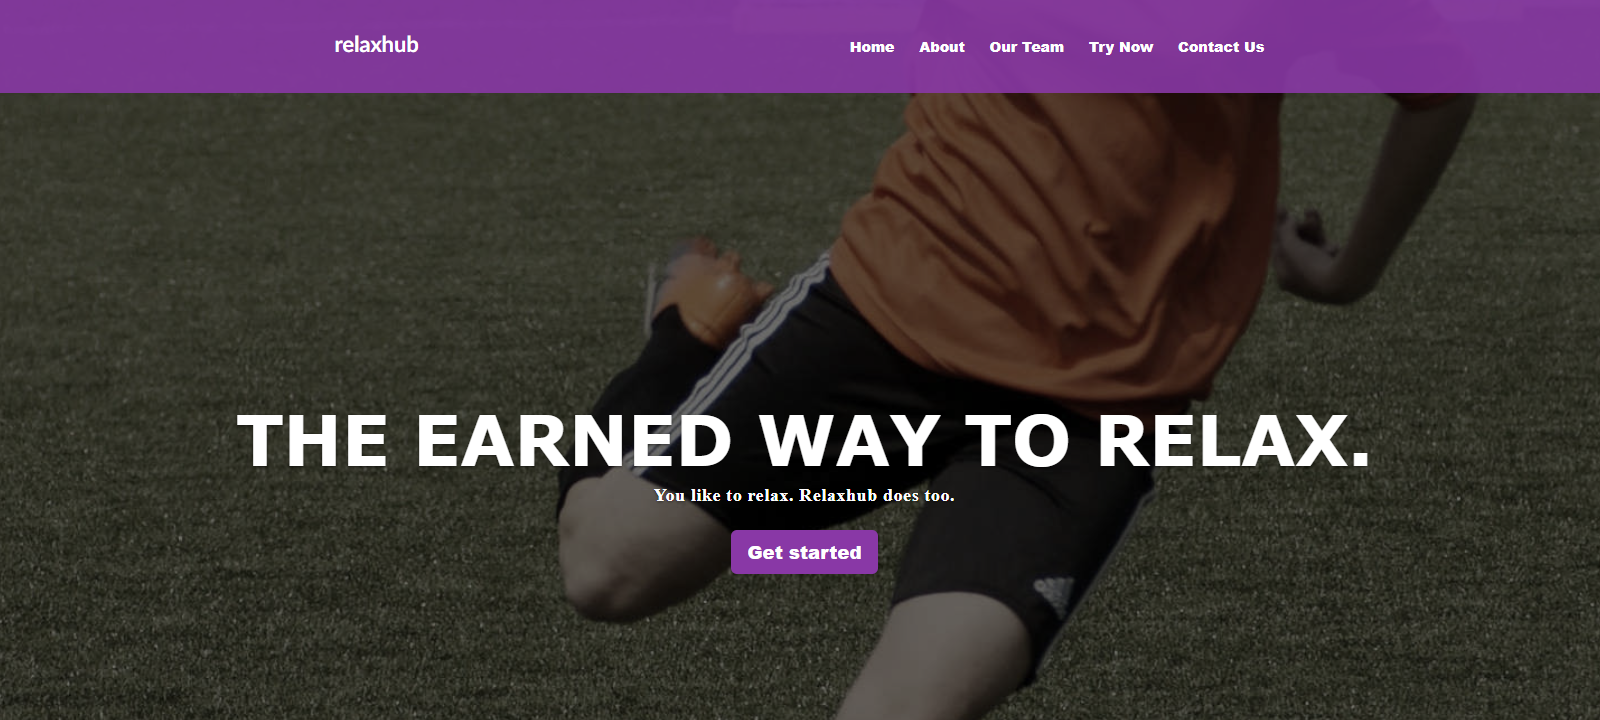 relaxhub
Home About Our Team Try Now Contact Us
THE EARNED WAY TO RELAX.
You like to relax. Relaxhub does too.
Get started